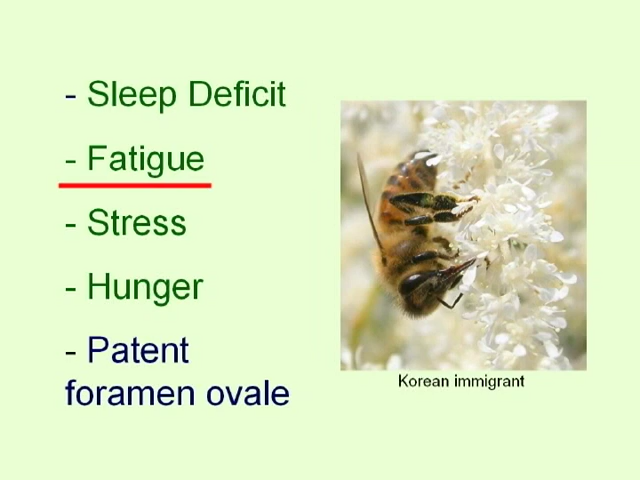 - Sleep Deficit
- Fatigue
- Stress
- Hunger
- Patent
foramen ovale
Korean immigrant